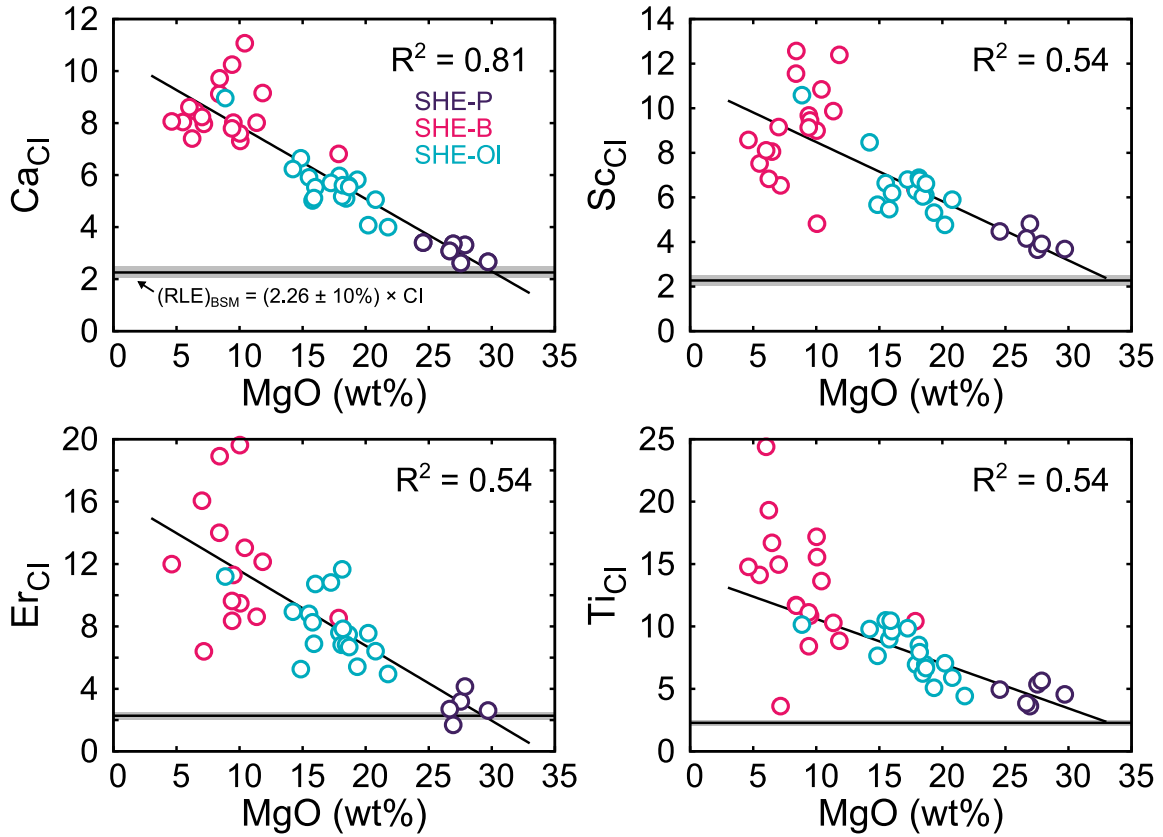 12
10
8
6
4
2
0
Ca_CI
R² = 0.81
SHE-P
SHE-B
SHE-Ol
(RLE)_BSM = (2.26 ± 10%) × CI
0 5 10 15 20 25 30 35
MgO (wt%)
14
12
10
8
6
4
2
0
Sc_CI
R² = 0.54
0 5 10 15 20 25 30 35
MgO (wt%)
20
16
12
8
4
0
Er_CI
R² = 0.54
0 5 10 15 20 25 30 35
MgO (wt%)
25
20
15
10
5
0
Ti_CI
R² = 0.54
0 5 10 15 20 25 30 35
MgO (wt%)